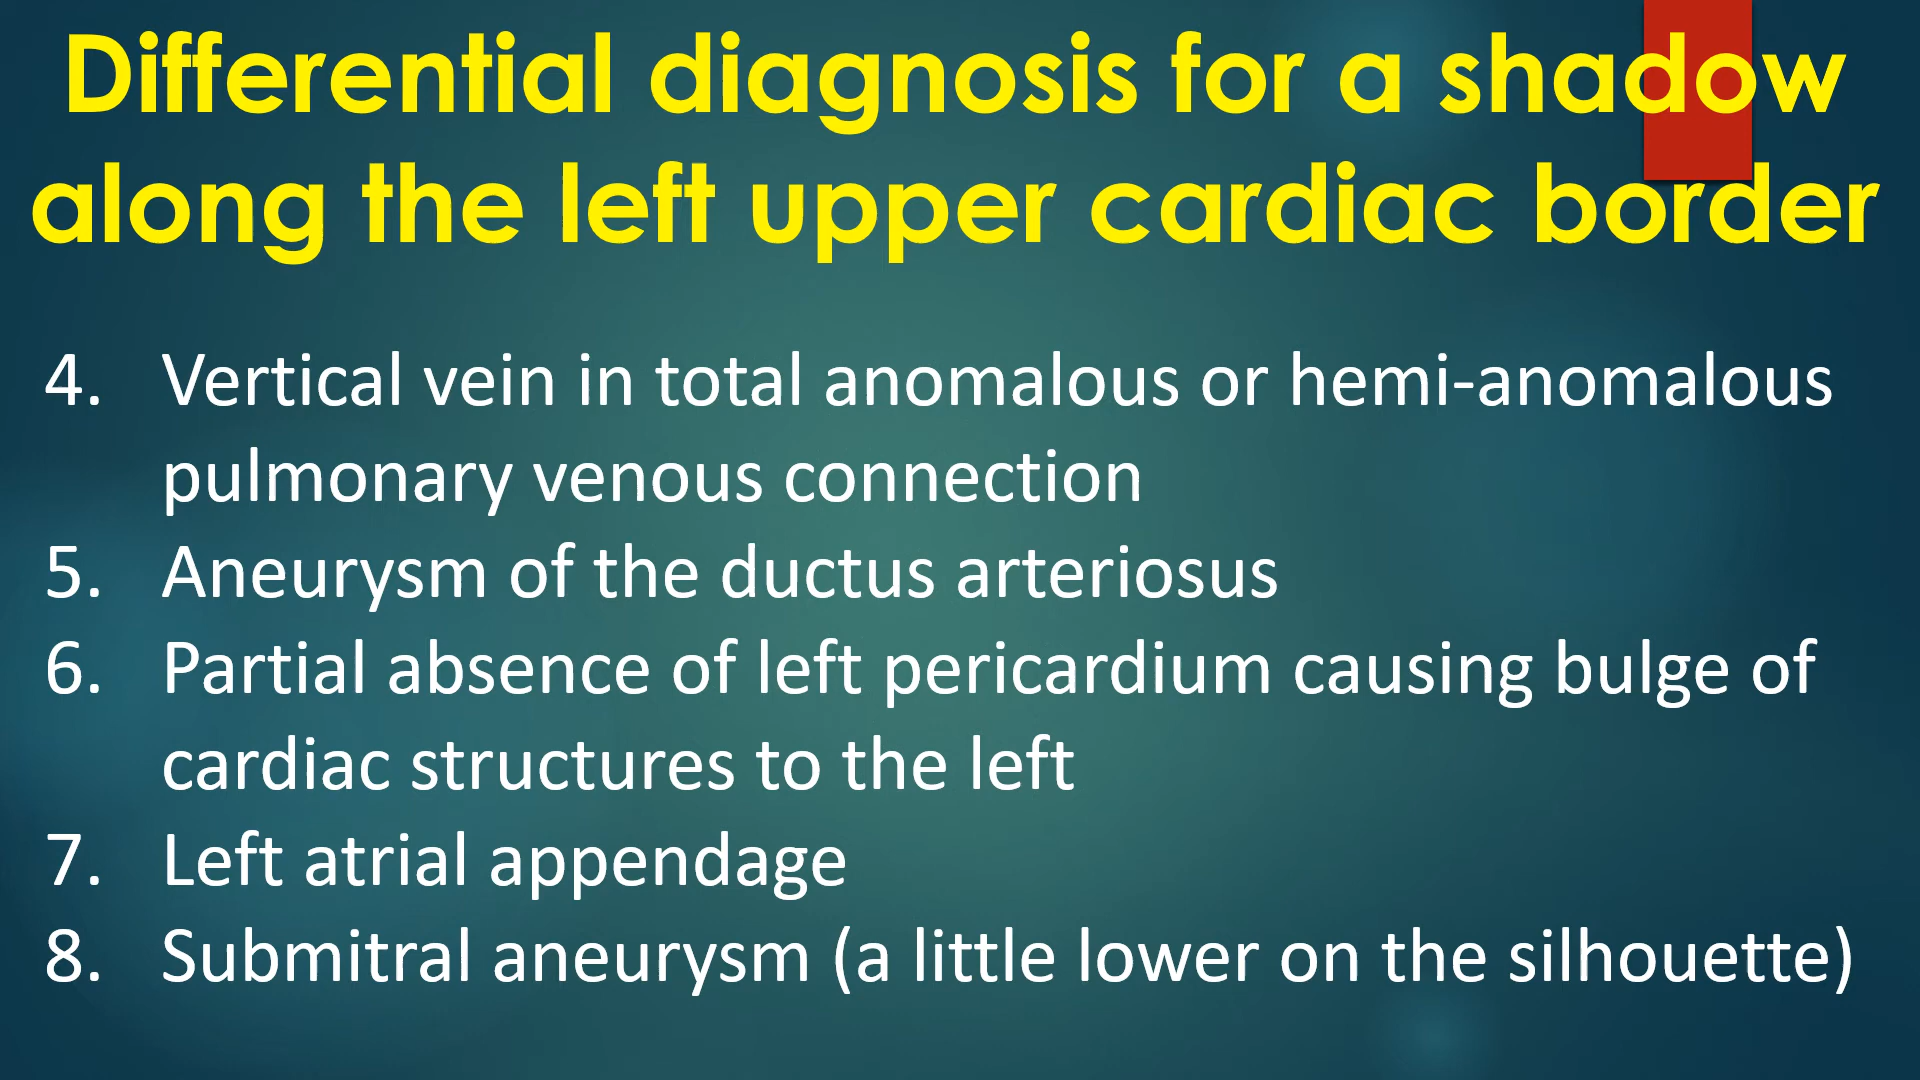 Differential diagnosis for a shadow
along the left upper cardiac border
4. Vertical vein in total anomalous or hemi-anomalous
pulmonary venous connection
5. Aneurysm of the ductus arteriosus
6. Partial absence of left pericardium causing bulge of
cardiac structures to the left
7. Left atrial appendage
8. Submitral aneurysm (a little lower on the silhouette)